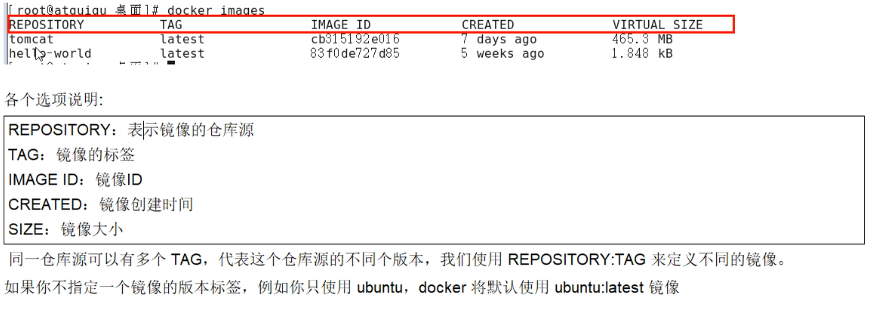 [root@atguigu 桌面]# docker images
REPOSITORY TAG IMAGE ID CREATED VIRTUAL SIZE
tomcat latest cb315192e016 7 days ago 465.3 MB
hello-world latest 83f0de727d85 5 weeks ago 1.848 kB
各个选项说明:
REPOSITORY：表示镜像的仓库源
TAG：镜像的标签
IMAGE ID：镜像ID
CREATED：镜像创建时间
SIZE：镜像大小
同一仓库源可以有多个 TAG，代表这个仓库源的不同个版本，我们使用 REPOSITORY:TAG 来定义不同的镜像。
如果你不指定一个镜像的版本标签，例如你只使用 ubuntu，docker 将默认使用 ubuntu:latest 镜像